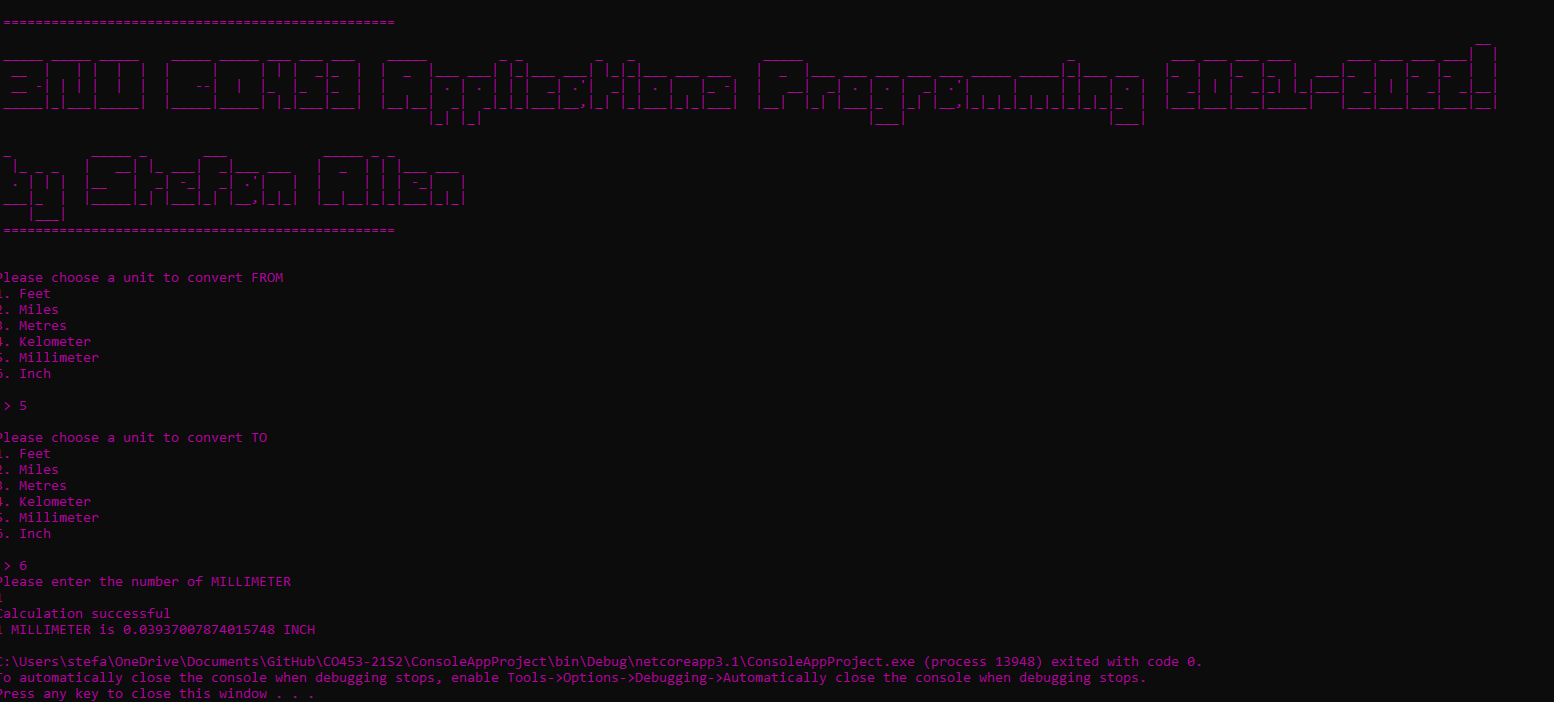 =================================================
BNU CO453 Applications Programming 2021-2022!
by Stefan Allen
=================================================
Please choose a unit to convert FROM
1. Feet
2. Miles
3. Metres
4. Kelometer
5. Millimeter
6. Inch
> 5
Please choose a unit to convert TO
1. Feet
2. Miles
3. Metres
4. Kelometer
5. Millimeter
6. Inch
> 6
Please enter the number of MILLIMETER
1
Calculation successful
1 MILLIMETER is 0.03937007874015748 INCH
C:\Users\stefa\OneDrive\Documents\GitHub\CO453-2152\ConsoleAppProject\bin\Debug\netcoreapp3.1\ConsoleAppProject.exe (process 13948) exited with code 0.
To automatically close the console when debugging stops, enable Tools->Options->Debugging->Automatically close the console when debugging stops.
Press any key to close this window . . .